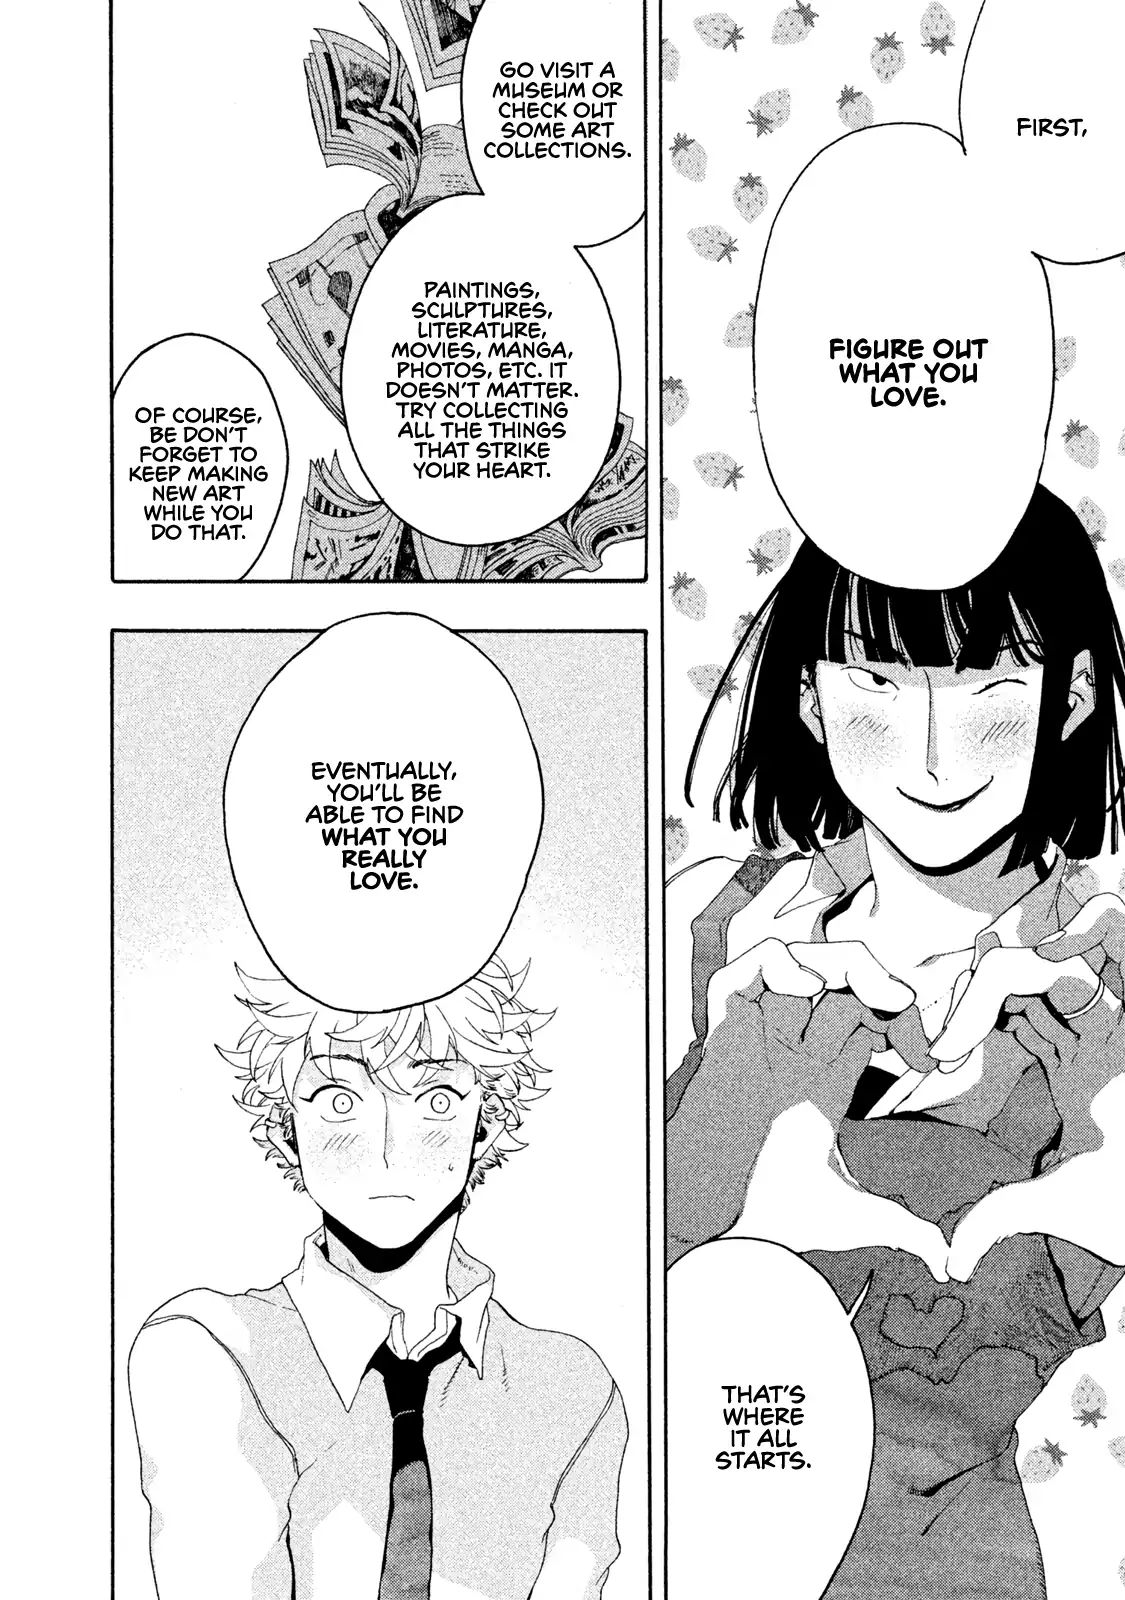 FIRST,
FIGURE OUT
WHAT YOU
LOVE.
THAT'S
WHERE
IT ALL
STARTS.
GO VISIT A
MUSEUM OR
CHECK OUT
SOME ART
COLLECTIONS.
PAINTINGS,
SCULPTURES,
LITERATURE,
MOVIES, MANGA,
PHOTOS, ETC. IT
DOESN'T MATTER.
TRY COLLECTING
ALL THE THINGS
THAT STRIKE
YOUR HEART.
OF COURSE,
BE DON'T
FORGET TO
KEEP MAKING
NEW ART
WHILE YOU
DO THAT.
EVENTUALLY,
YOU'LL BE
ABLE TO FIND
WHAT YOU
REALLY
LOVE.